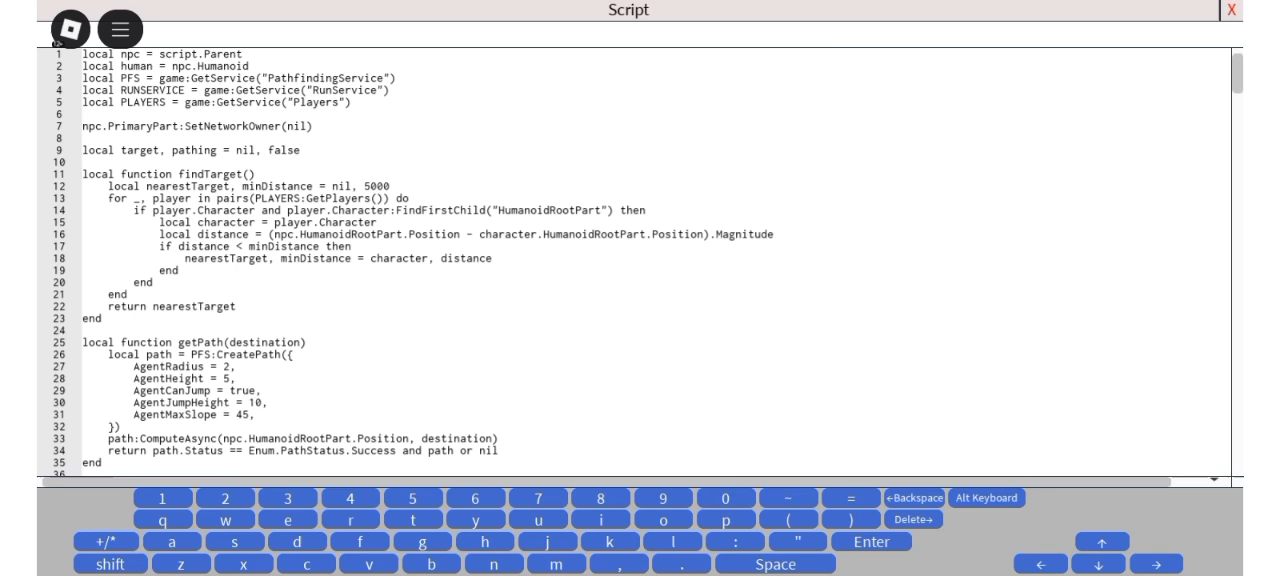 Script
X
1 local npc = script.Parent
2 local human = npc.Humanoid
3 local PFS = game:GetService("PathfindingService")
4 local RUNSERVICE = game:GetService("RunService")
5 local PLAYERS = game:GetService("Players")
6
7 npc.PrimaryPart:SetNetworkOwner(nil)
8
9 local target, pathing = nil, false
10
11 local function findTarget()
12     local nearestTarget, minDistance = nil, 5000
13     for _, player in pairs(PLAYERS:GetPlayers()) do
14         if player.Character and player.Character:FindFirstChild("HumanoidRootPart") then
15             local character = player.Character
16             local distance = (npc.HumanoidRootPart.Position - character.HumanoidRootPart.Position).Magnitude
17             if distance < minDistance then
18                 nearestTarget, minDistance = character, distance
19             end
20         end
21     end
22     return nearestTarget
23 end
24
25 local function getPath(destination)
26     local path = PFS:CreatePath({
27         AgentRadius = 2,
28         AgentHeight = 5,
29         AgentCanJump = true,
30         AgentJumpHeight = 10,
31         AgentMaxSlope = 45,
32     })
33     path:ComputeAsync(npc.HumanoidRootPart.Position, destination)
34     return path.Status == Enum.PathStatus.Success and path or nil
35 end
36
1 2 3 4 5 6 7 8 9 0 ~ = ←Backspace Alt Keyboard
q w e r t y u i o p ( ) Delete→
+/* a s d f g h j k l : " Enter ↑
shift z x c v b n m , . Space ← ↓ →